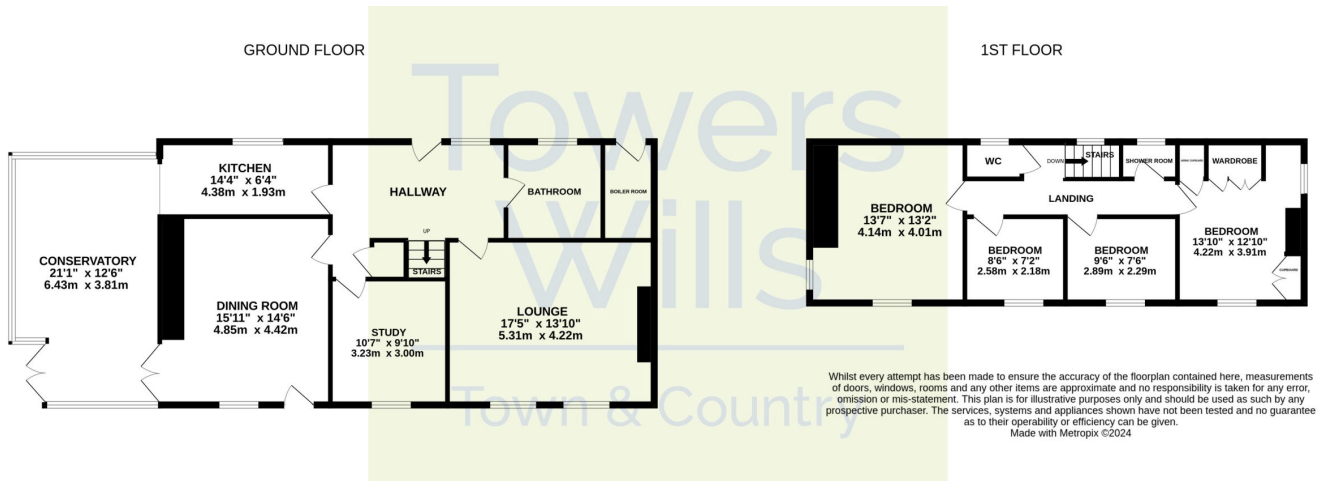 GROUND FLOOR
1ST FLOOR
Towers
Wills
Town & Country
KITCHEN
14'4" x 6'4"
4.38m x 1.93m
HALLWAY
BATHROOM
BOILER ROOM
UP
STAIRS
CONSERVATORY
21'1" x 12'6"
6.43m x 3.81m
DINING ROOM
15'11" x 14'6"
4.85m x 4.42m
STUDY
10'7" x 9'10"
3.23m x 3.00m
LOUNGE
17'5" x 13'10"
5.31m x 4.22m
WC
DOWN
STAIRS
SHOWER ROOM
WARDROBE
LANDING
BEDROOM
13'7" x 13'2"
4.14m x 4.01m
BEDROOM
8'6" x 7'2"
2.58m x 2.18m
BEDROOM
9'6" x 7'6"
2.89m x 2.29m
BEDROOM
13'10" x 12'10"
4.22m x 3.91m
CUPBOARD
Whilst every attempt has been made to ensure the accuracy of the floorplan contained here, measurements
of doors, windows, rooms and any other items are approximate and no responsibility is taken for any error,
omission or mis-statement. This plan is for illustrative purposes only and should be used as such by any
prospective purchaser. The services, systems and appliances shown have not been tested and no guarantee
as to their operability or efficiency can be given.
Made with Metropix ©2024